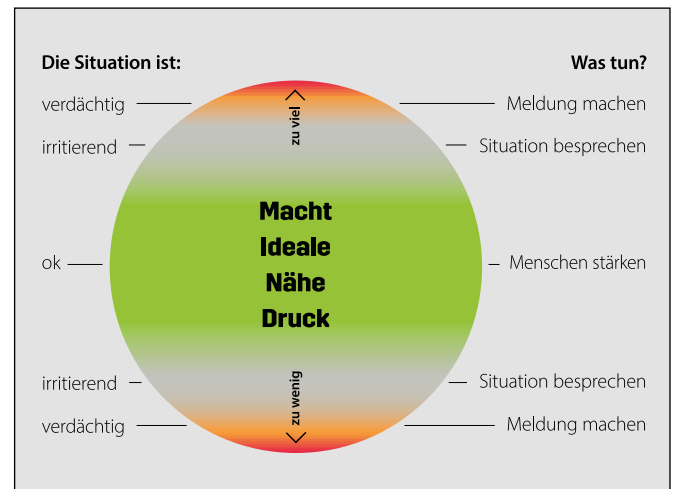 Die Situation ist:
Was tun?
verdächtig
zu viel
Meldung machen
irritierend
Situation besprechen
Macht
Ideale
ok
Menschen stärken
Nähe
Druck
irritierend
zu wenig
Situation besprechen
verdächtig
Meldung machen